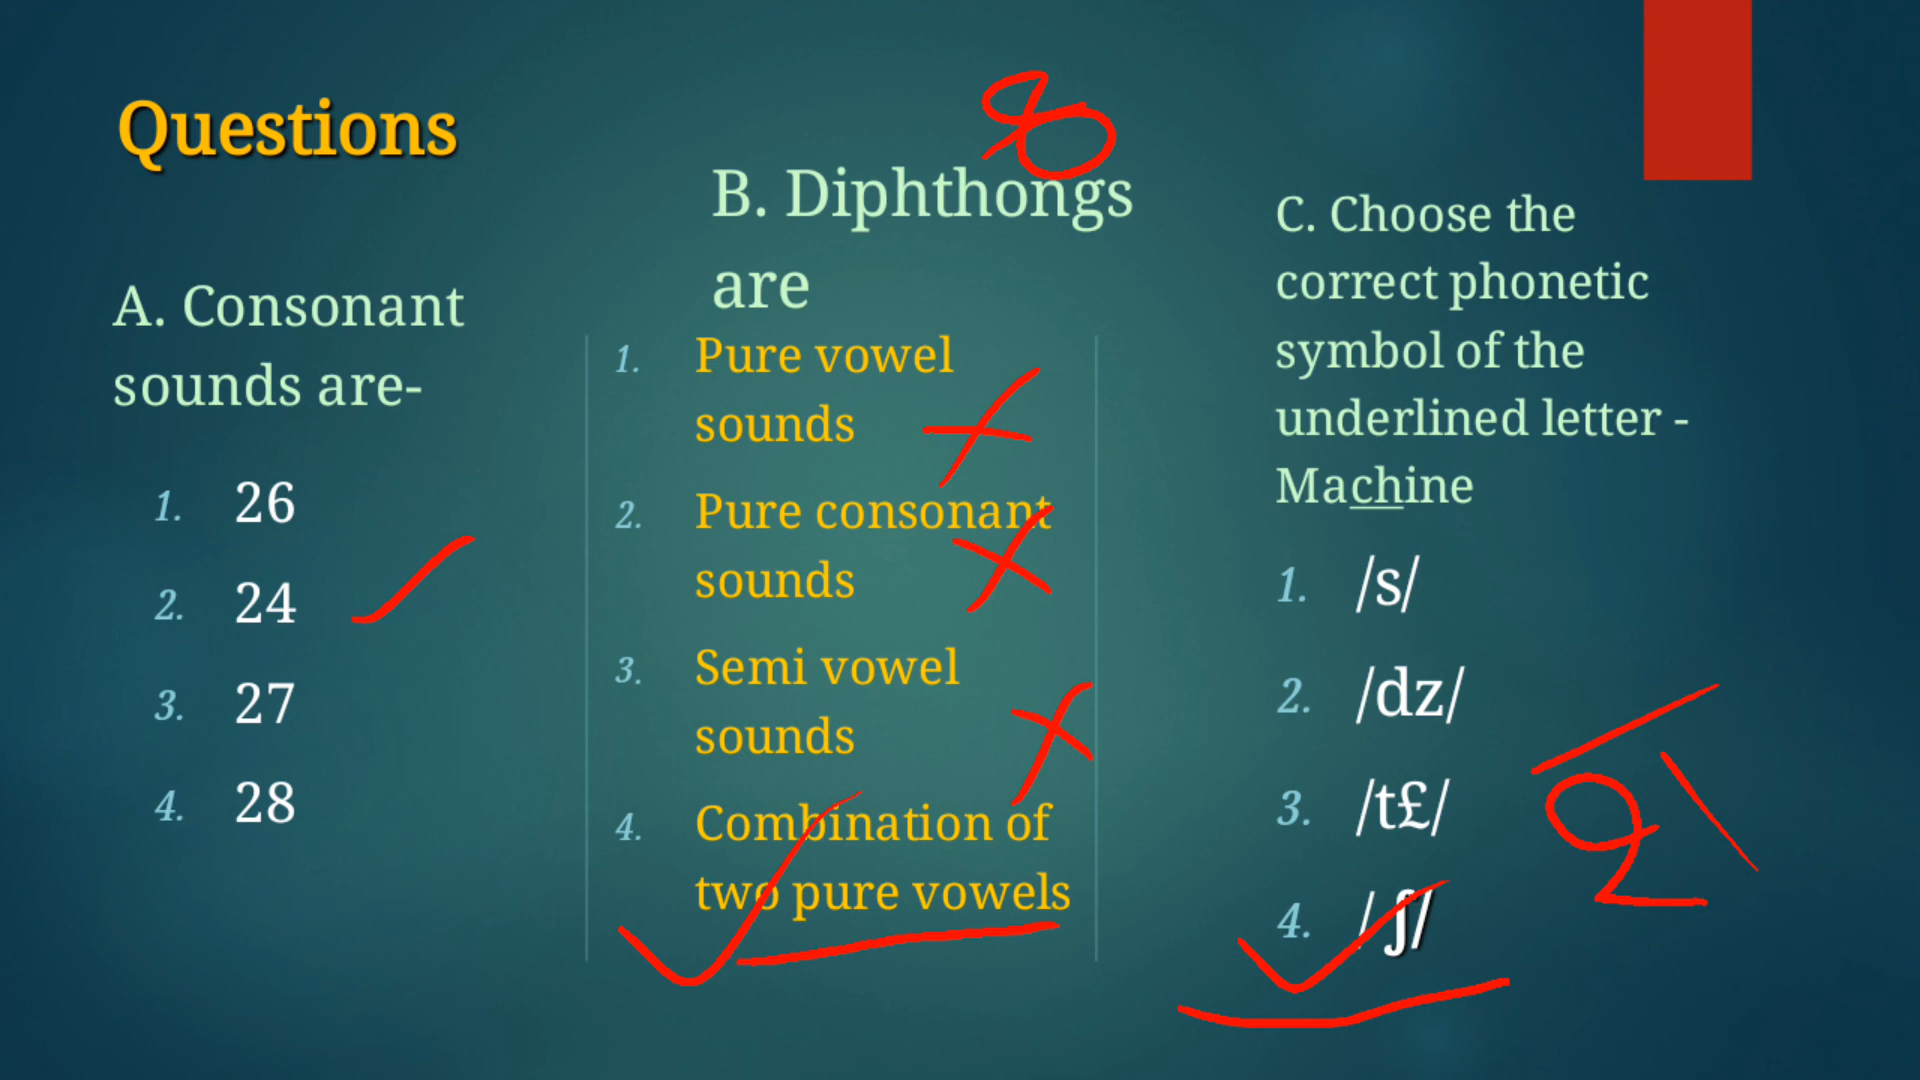 Questions
A. Consonant
sounds are-
1. 26
2. 24
3. 27
4. 28
8
B. Diphthongs
are
1. Pure vowel
sounds
2. Pure consonant
sounds
3. Semi vowel
sounds
4. Combination of
two pure vowels
C. Choose the
correct phonetic
symbol of the
underlined letter -
Machine
1. /s/
2. /dz/
3. /t£/
4. / ʃ/